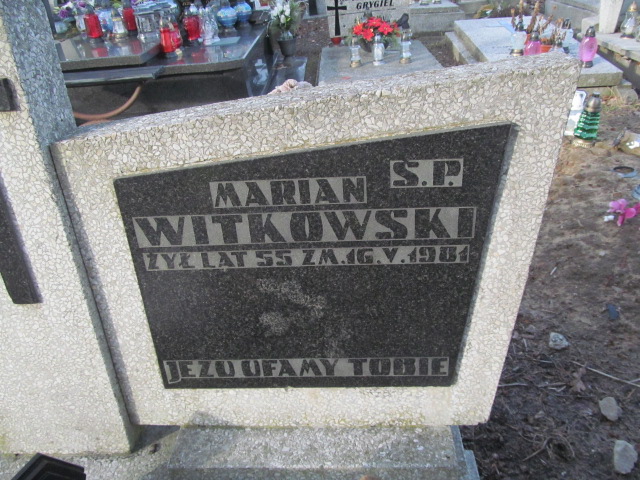 GRYGIEL
Ś.P.
MARIAN
WITKOWSKI
ŻYŁ LAT 55 ZM.16.V.1981
JEZU UFAMY TOBIE